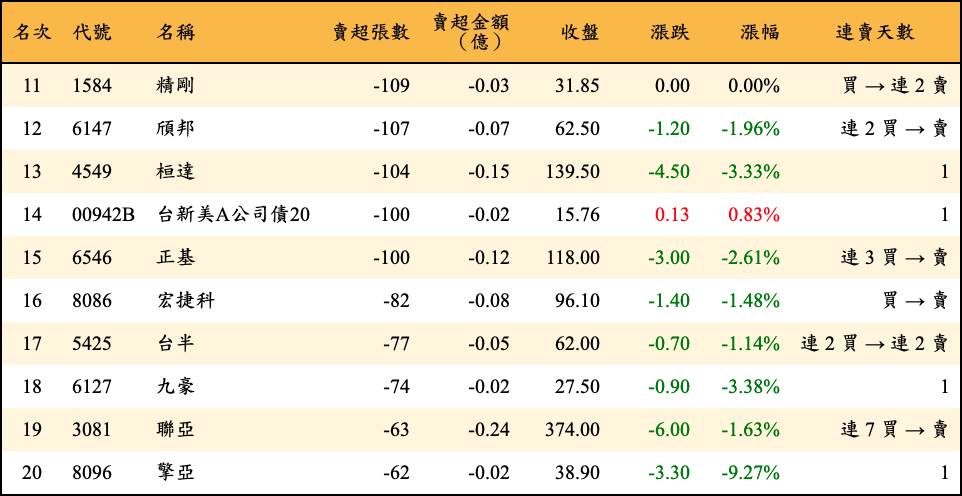 名次 代號 名稱 賣超張數 賣超金額（億） 收盤 漲跌 漲幅 連賣天數
11 1584 精剛 -109 -0.03 31.85 0.00 0.00% 買 → 連 2 賣
12 6147 頎邦 -107 -0.07 62.50 -1.20 -1.96% 連 2 買 → 賣
13 4549 桓達 -104 -0.15 139.50 -4.50 -3.33% 1
14 00942B 台新美A公司債20 -100 -0.02 15.76 0.13 0.83% 1
15 6546 正基 -100 -0.12 118.00 -3.00 -2.61% 連 3 買 → 賣
16 8086 宏捷科 -82 -0.08 96.10 -1.40 -1.48% 買 → 賣
17 5425 台半 -77 -0.05 62.00 -0.70 -1.14% 連 2 買 → 連 2 賣
18 6127 九豪 -74 -0.02 27.50 -0.90 -3.38% 1
19 3081 聯亞 -63 -0.24 374.00 -6.00 -1.63% 連 7 買 → 賣
20 8096 擎亞 -62 -0.02 38.90 -3.30 -9.27% 1